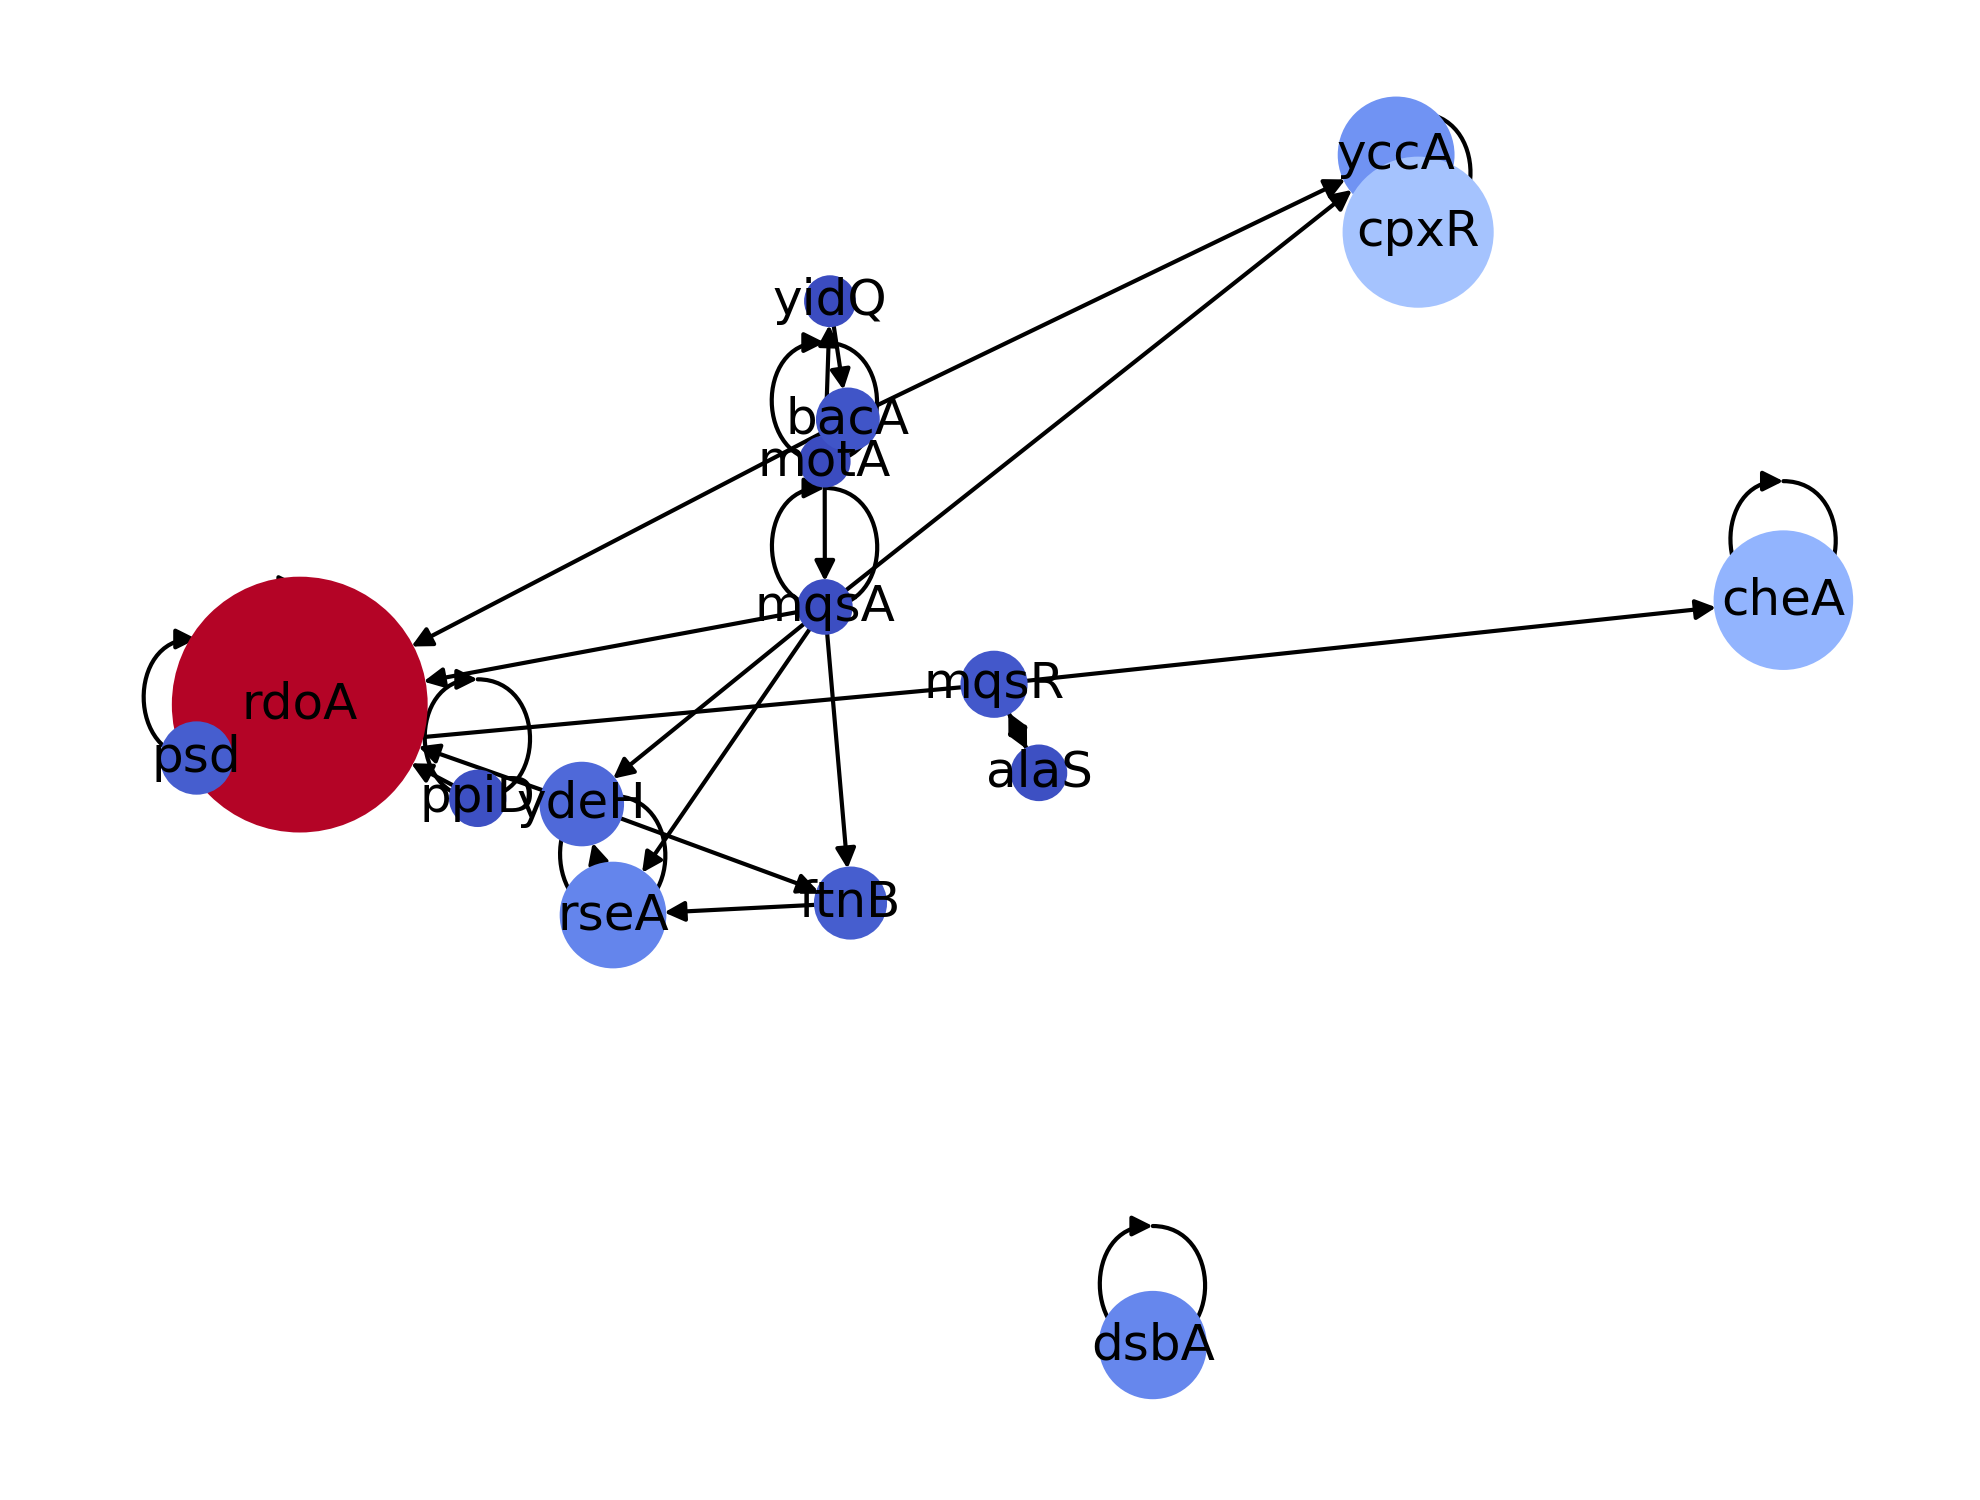 yccA
cpxR
yidQ
bacA
motA
cheA
mqsA
mqsR
rdoA
psd
alaS
ppiD
ydeH
ftnB
rseA
dsbA